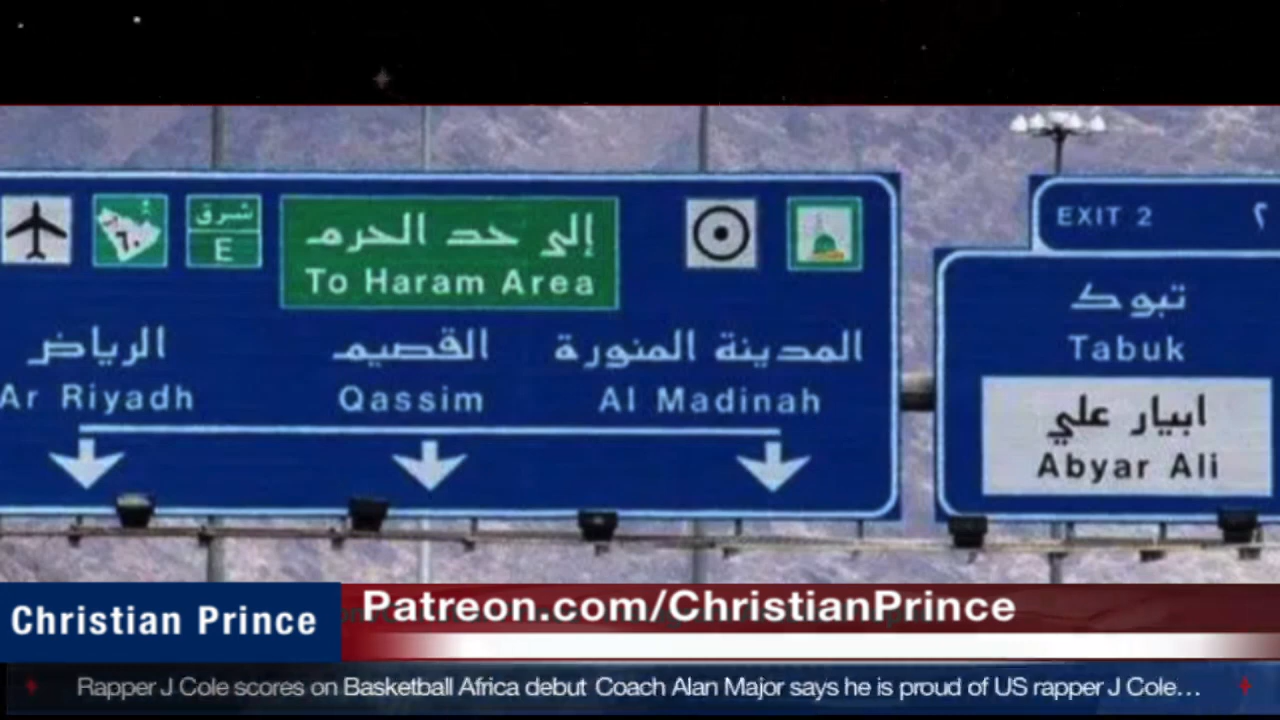 شرق
E
٦٠
إلى حد الحرم
To Haram Area
الرياض
القصيم
المدينة المنورة
Ar Riyadh
Qassim
Al Madinah
EXIT 2
٢
تبوك
Tabuk
ابيار علي
Abyar Ali
Christian Prince
Patreon.com/ChristianPrince
Rapper J Cole scores on Basketball Africa debut Coach Alan Major says he is proud of US rapper J Cole...